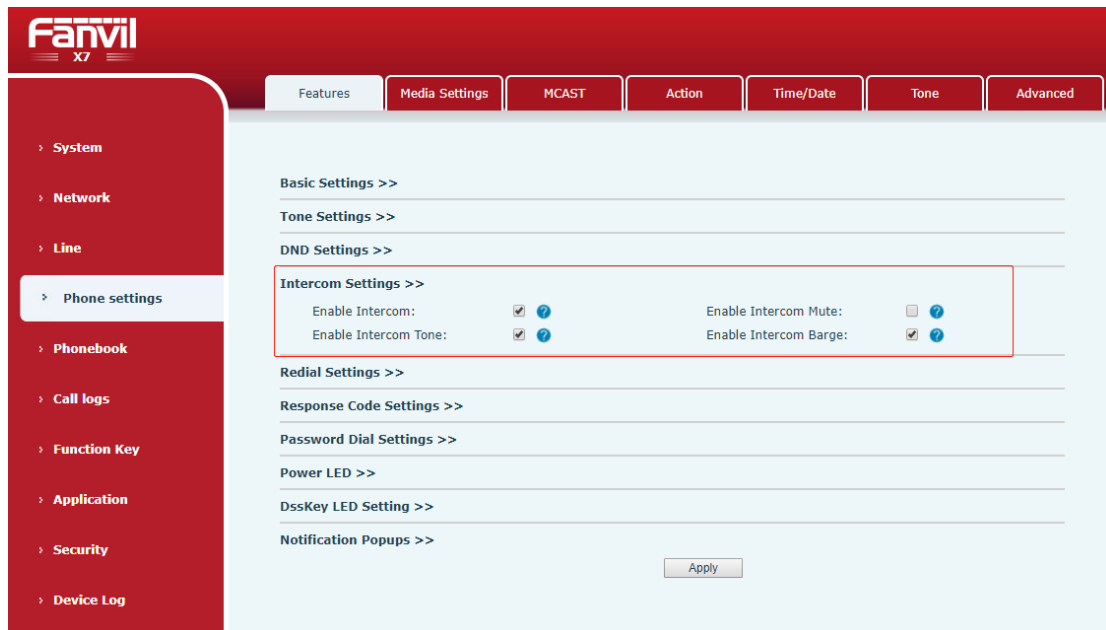 Fanvil
X7
Features Media Settings MCAST Action Time/Date Tone Advanced
› System
› Network
› Line
› Phone settings
› Phonebook
› Call logs
› Function Key
› Application
› Security
› Device Log
Basic Settings >>
Tone Settings >>
DND Settings >>
Intercom Settings >>
Enable Intercom: ? Enable Intercom Mute: ?
Enable Intercom Tone: ? Enable Intercom Barge: ?
Redial Settings >>
Response Code Settings >>
Password Dial Settings >>
Power LED >>
DssKey LED Setting >>
Notification Popups >>
Apply